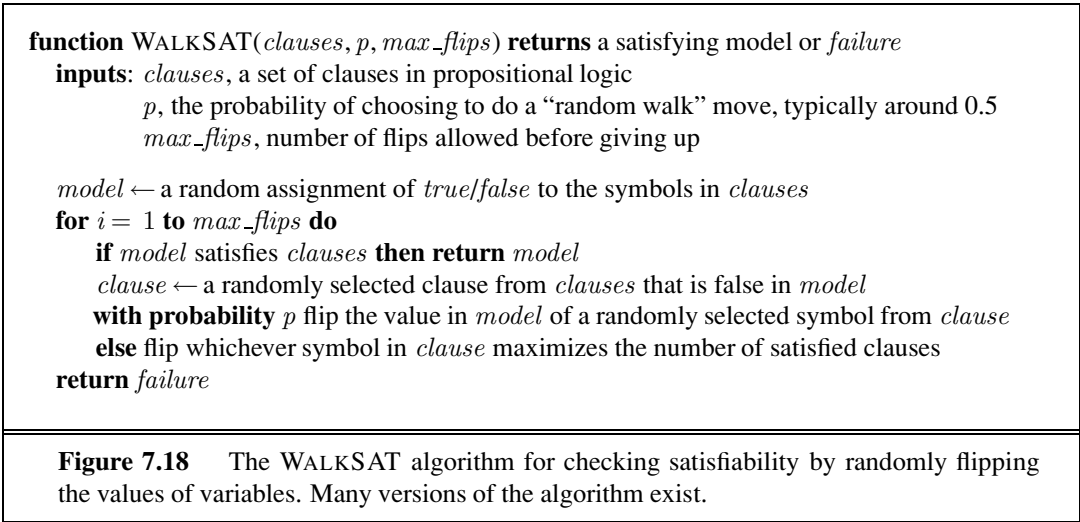 function WALKSAT(clauses, p, max_flips) returns a satisfying model or failure
inputs: clauses, a set of clauses in propositional logic
p, the probability of choosing to do a “random walk” move, typically around 0.5
max_flips, number of flips allowed before giving up
model ← a random assignment of true/false to the symbols in clauses
for i = 1 to max_flips do
if model satisfies clauses then return model
clause ← a randomly selected clause from clauses that is false in model
with probability p flip the value in model of a randomly selected symbol from clause
else flip whichever symbol in clause maximizes the number of satisfied clauses
return failure
Figure 7.18 The WALKSAT algorithm for checking satisfiability by randomly flipping
the values of variables. Many versions of the algorithm exist.